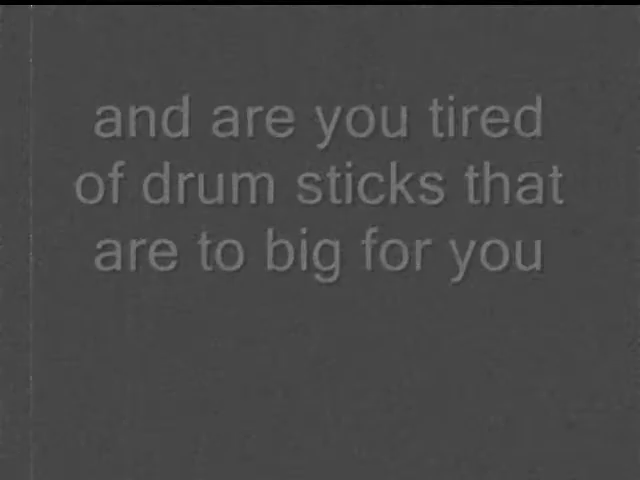 and are you tired
of drum sticks that
are to big for you